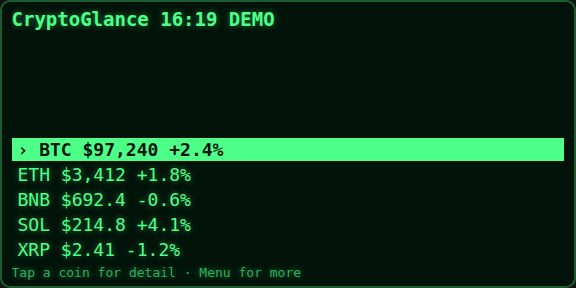 CryptoGlance 16:19 DEMO
› BTC $97,240 +2.4%
ETH $3,412 +1.8%
BNB $692.4 -0.6%
SOL $214.8 +4.1%
XRP $2.41 -1.2%
Tap a coin for detail · Menu for more